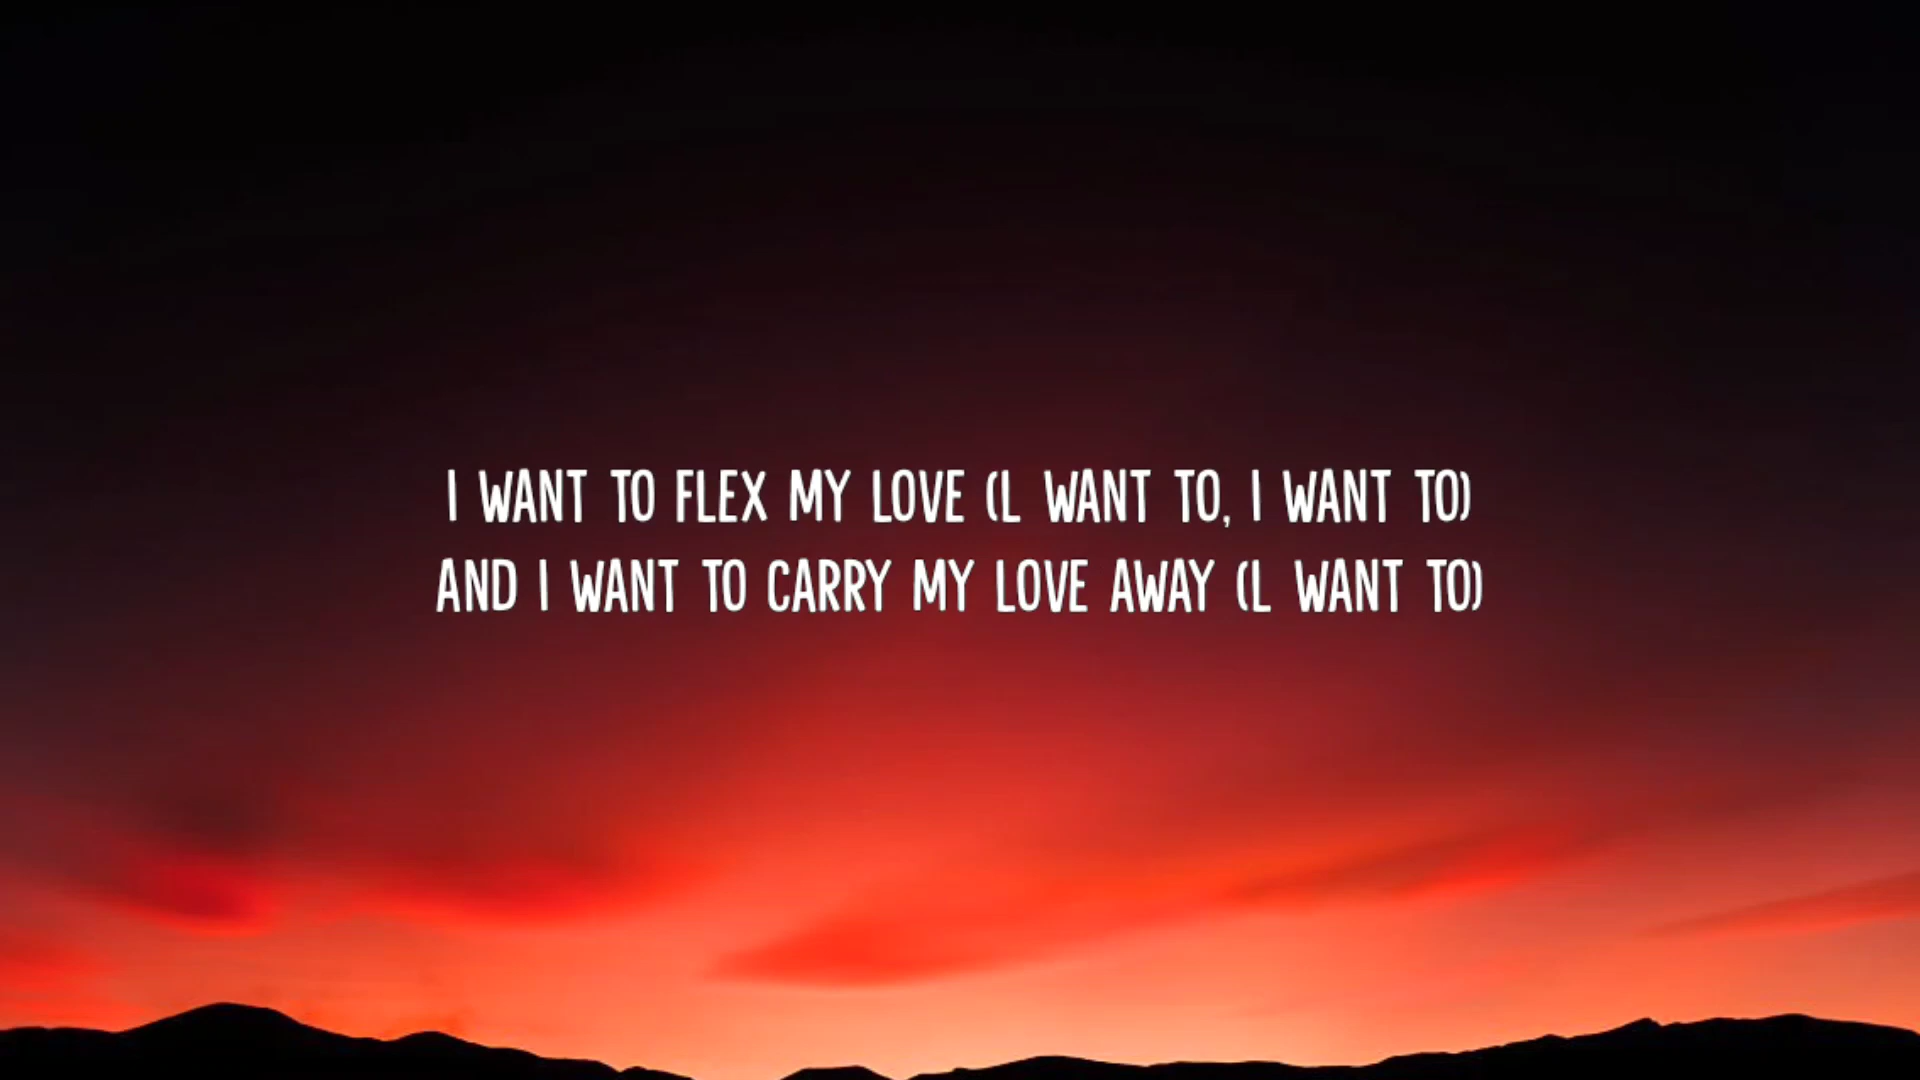 I WANT TO FLEX MY LOVE (L WANT TO, I WANT TO)
AND I WANT TO CARRY MY LOVE AWAY (L WANT TO)